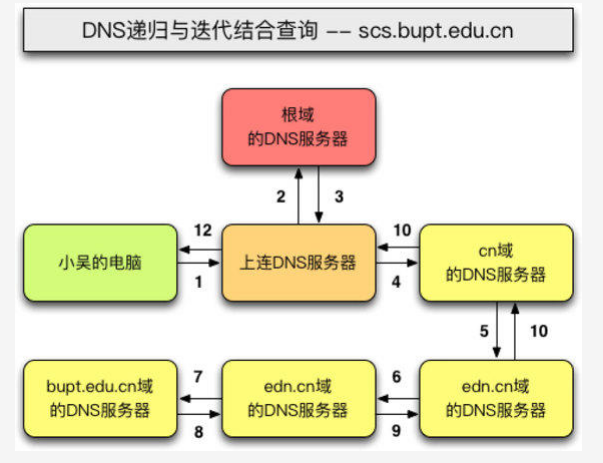 DNS递归与迭代结合查询 -- scs.bupt.edu.cn
根域
的DNS服务器
2
3
12
10
小吴的电脑
上连DNS服务器
cn域
的DNS服务器
1
4
5
10
7
6
bupt.edu.cn域
的DNS服务器
edn.cn域
的DNS服务器
edn.cn域
的DNS服务器
8
9